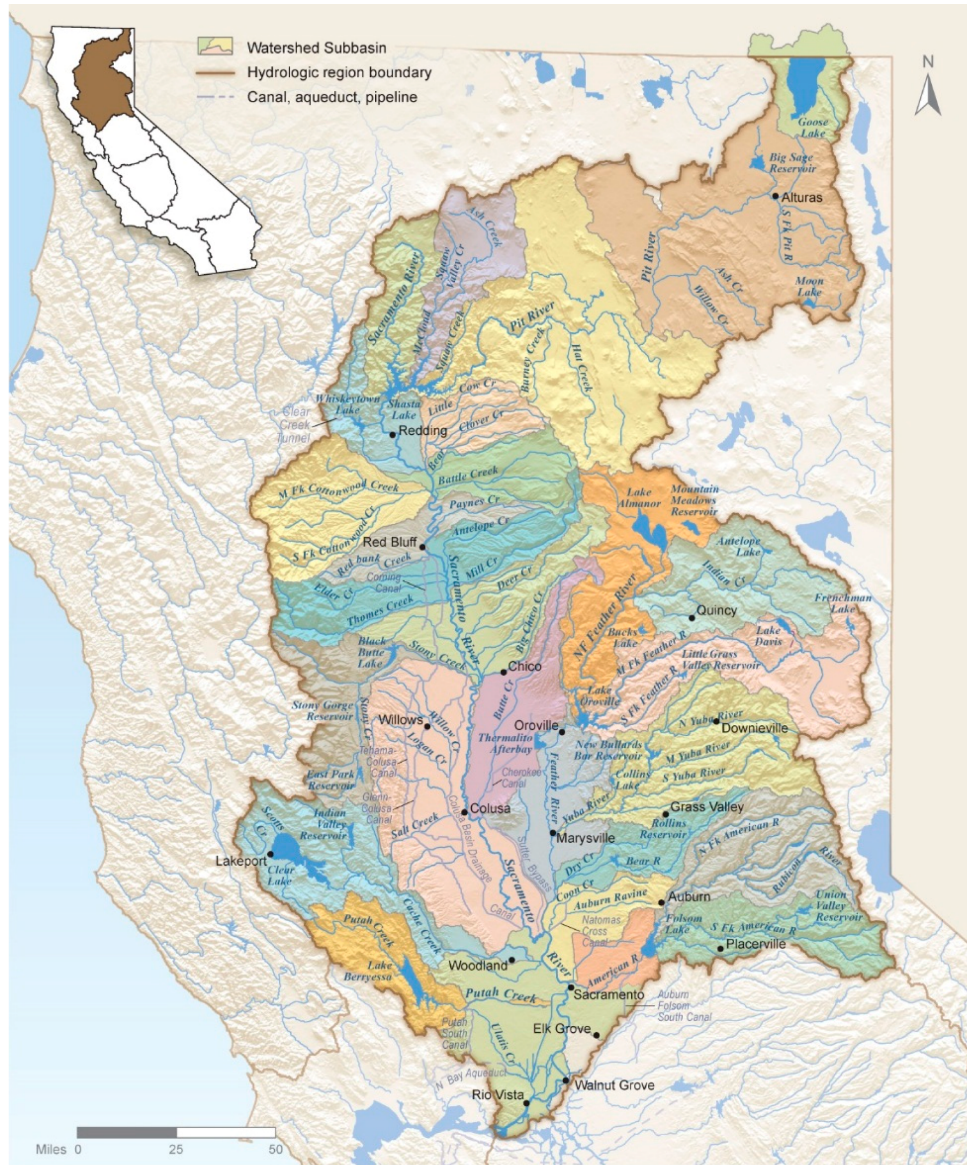 Watershed Subbasin
Hydrologic region boundary
Canal, aqueduct, pipeline
N
Goose
Lake
Big Sage
Reservoir
Alturas
S Fk Pit R
Pit River
Ash Cr
Willow Cr
Moon
Lake
Ash Creek
Squaw
Valley Cr
Sacramento River
McCloud
Squaw Creek
Pit River
Burney Creek
Hat Creek
Whiskeytown
Lake
Shasta
Lake
Little
Cow Cr
Clover Cr
Bear
Clear
Creek
Tunnel
Redding
Battle Creek
M Fk Cottonwood Creek
S Fk Cottonwood Cr
Paynes Cr
Antelope Cr
Red Bluff
Red bank Creek
Lake
Almanor
Mountain
Meadows
Reservoir
Antelope
Lake
Indian
Cr
Mill Cr
Deer Cr
Elder Cr
Corning
Canal
Thomes Creek
Sacramento
River
Big Chico Cr
Frenchman
Lake
Quincy
NF Feather River
Bucks
Lake
M Fk Feather R
Lake
Davis
Black
Butte
Lake
Stony Creek
Chico
Little Grass
Valley Reservoir
S Fk Feather R
Lake
Oroville
Butte Cr
Stony Gorge
Reservoir
Stony Cr
Willows
Willow Cr
Logan Cr
Oroville
N Yuba River
Downieville
Thermalito
Afterbay
New Bullards
Bar Reservoir
Tehama-
Colusa
Canal
M Yuba River
S Yuba River
East Park
Reservoir
Cherokee
Canal
Feather River
Collins
Lake
Glenn-
Colusa
Canal
Colusa
Yuba River
Grass Valley
Rollins
Reservoir
Indian
Valley
Reservoir
Salt Creek
Colusa Basin Drainage
Canal
Marysville
Sutter Bypass
Scotts
Cr
Lakeport
Clear
Lake
N Fk American R
Rubicon
River
Dry Cr
Bear R
Sacramento
River
Coon Cr
Auburn Ravine
Auburn
Union
Valley
Reservoir
Cache Creek
Natomas
Cross
Canal
Folsom
Lake
S Fk American R
Placerville
Putah Creek
Lake
Berryessa
Woodland
American R
Sacramento
Putah Creek
Auburn
Folsom
South Canal
Elk Grove
Putah
South
Canal
Ulatis Cr
N Bay Aqueduct
Walnut Grove
Rio Vista
Miles
0
25
50